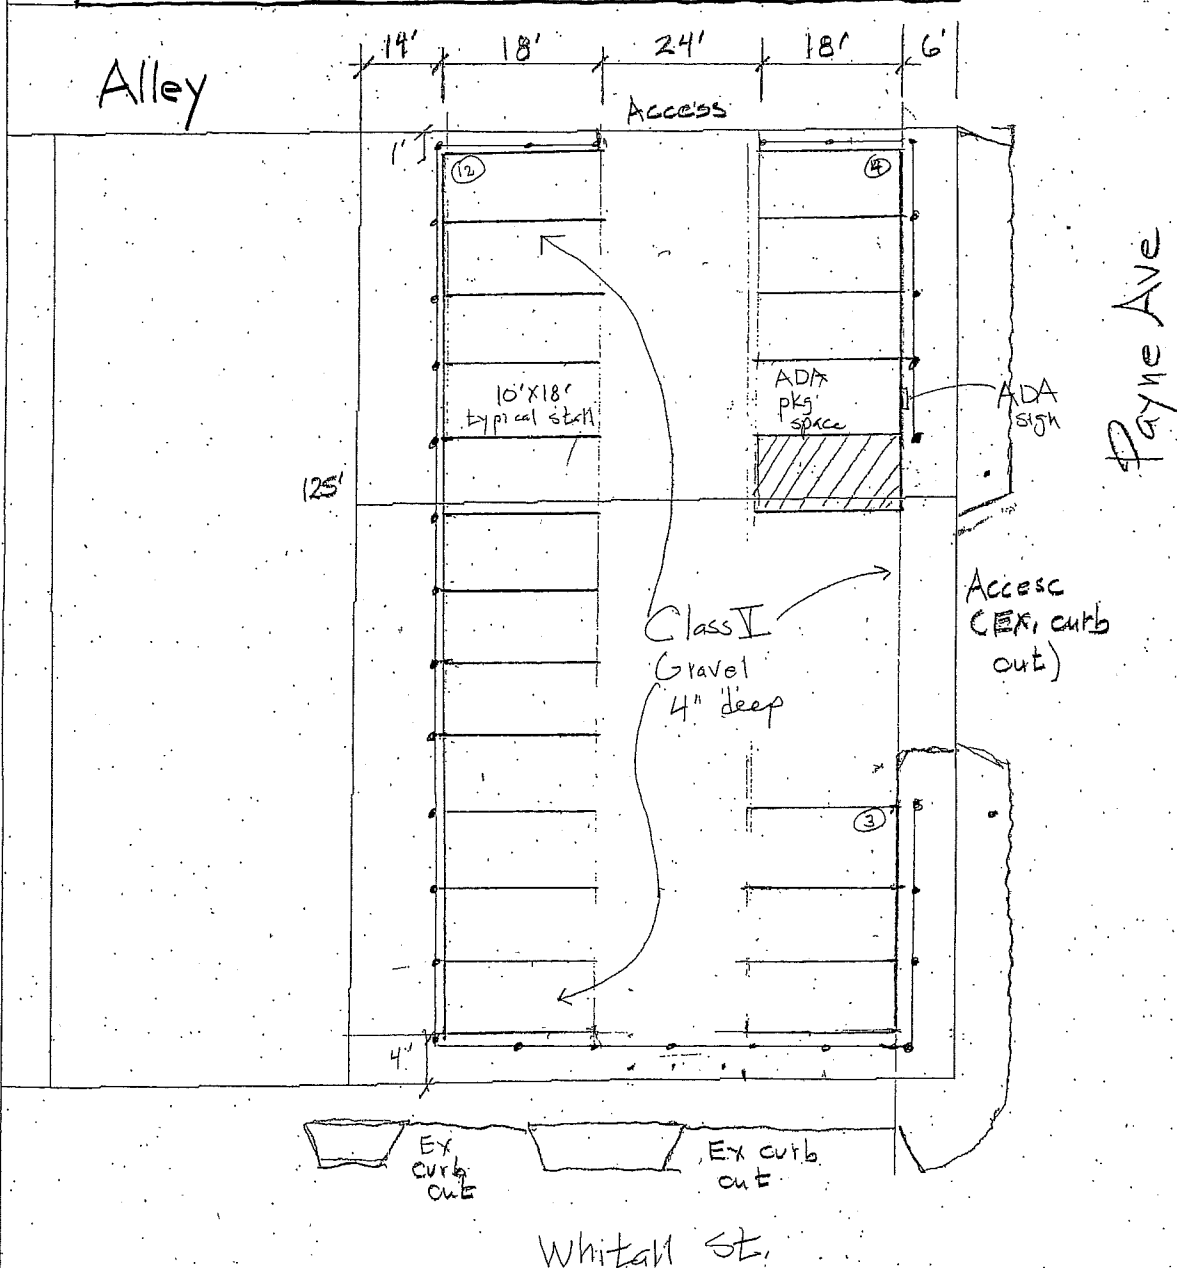 14' 18' 24' 18' 6'
Alley
Access
1'
12
4
10'X18'
typical stall
ADA
pkg
space
ADA
sign
Payne Ave
125'
Class V
Gravel
4" deep
Accesc
(EX. curb
out)
3
4'
Ex
curb
out
Ex curb
out
Whitall St.